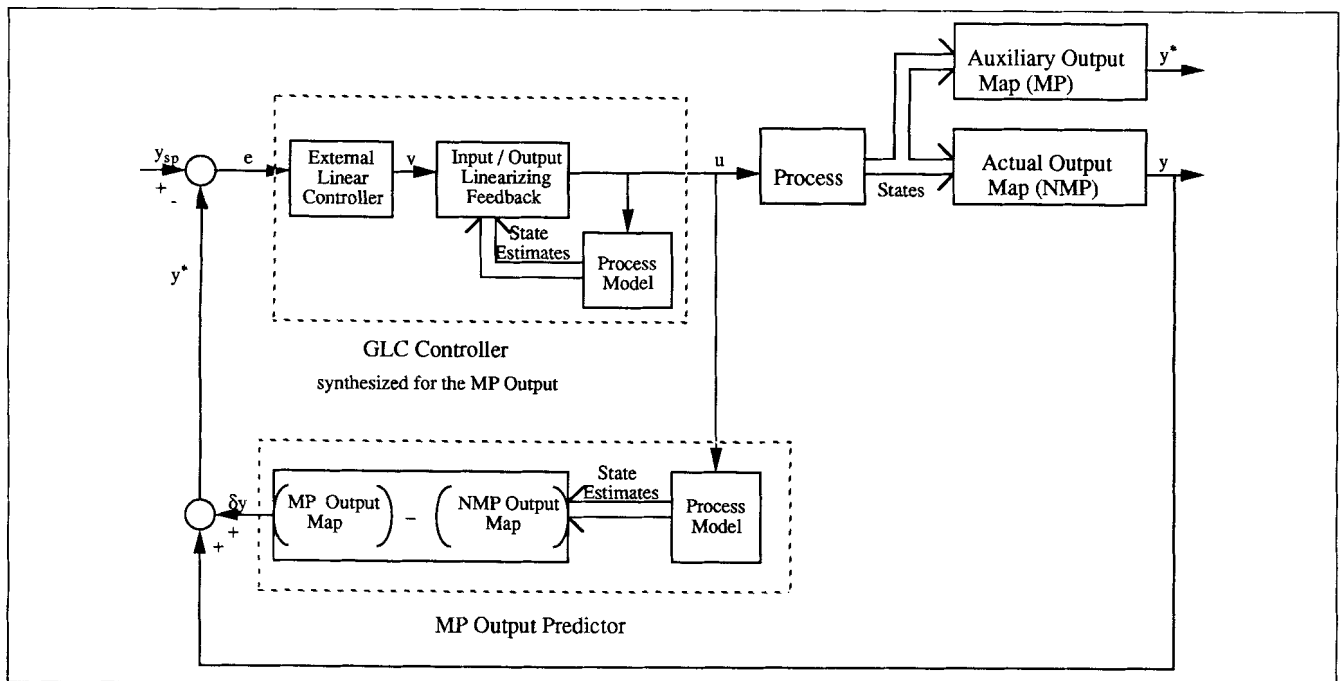 Auxiliary Output
Map (MP)
y*
y_sp
+
-
e
External
Linear
Controller
v
Input / Output
Linearizing
Feedback
u
Process
States
Actual Output
Map (NMP)
y
State
Estimates
Process
Model
y*
GLC Controller
synthesized for the MP Output
δy
+
+
(MP Output
Map)
–
(NMP Output
Map)
State
Estimates
Process
Model
MP Output Predictor